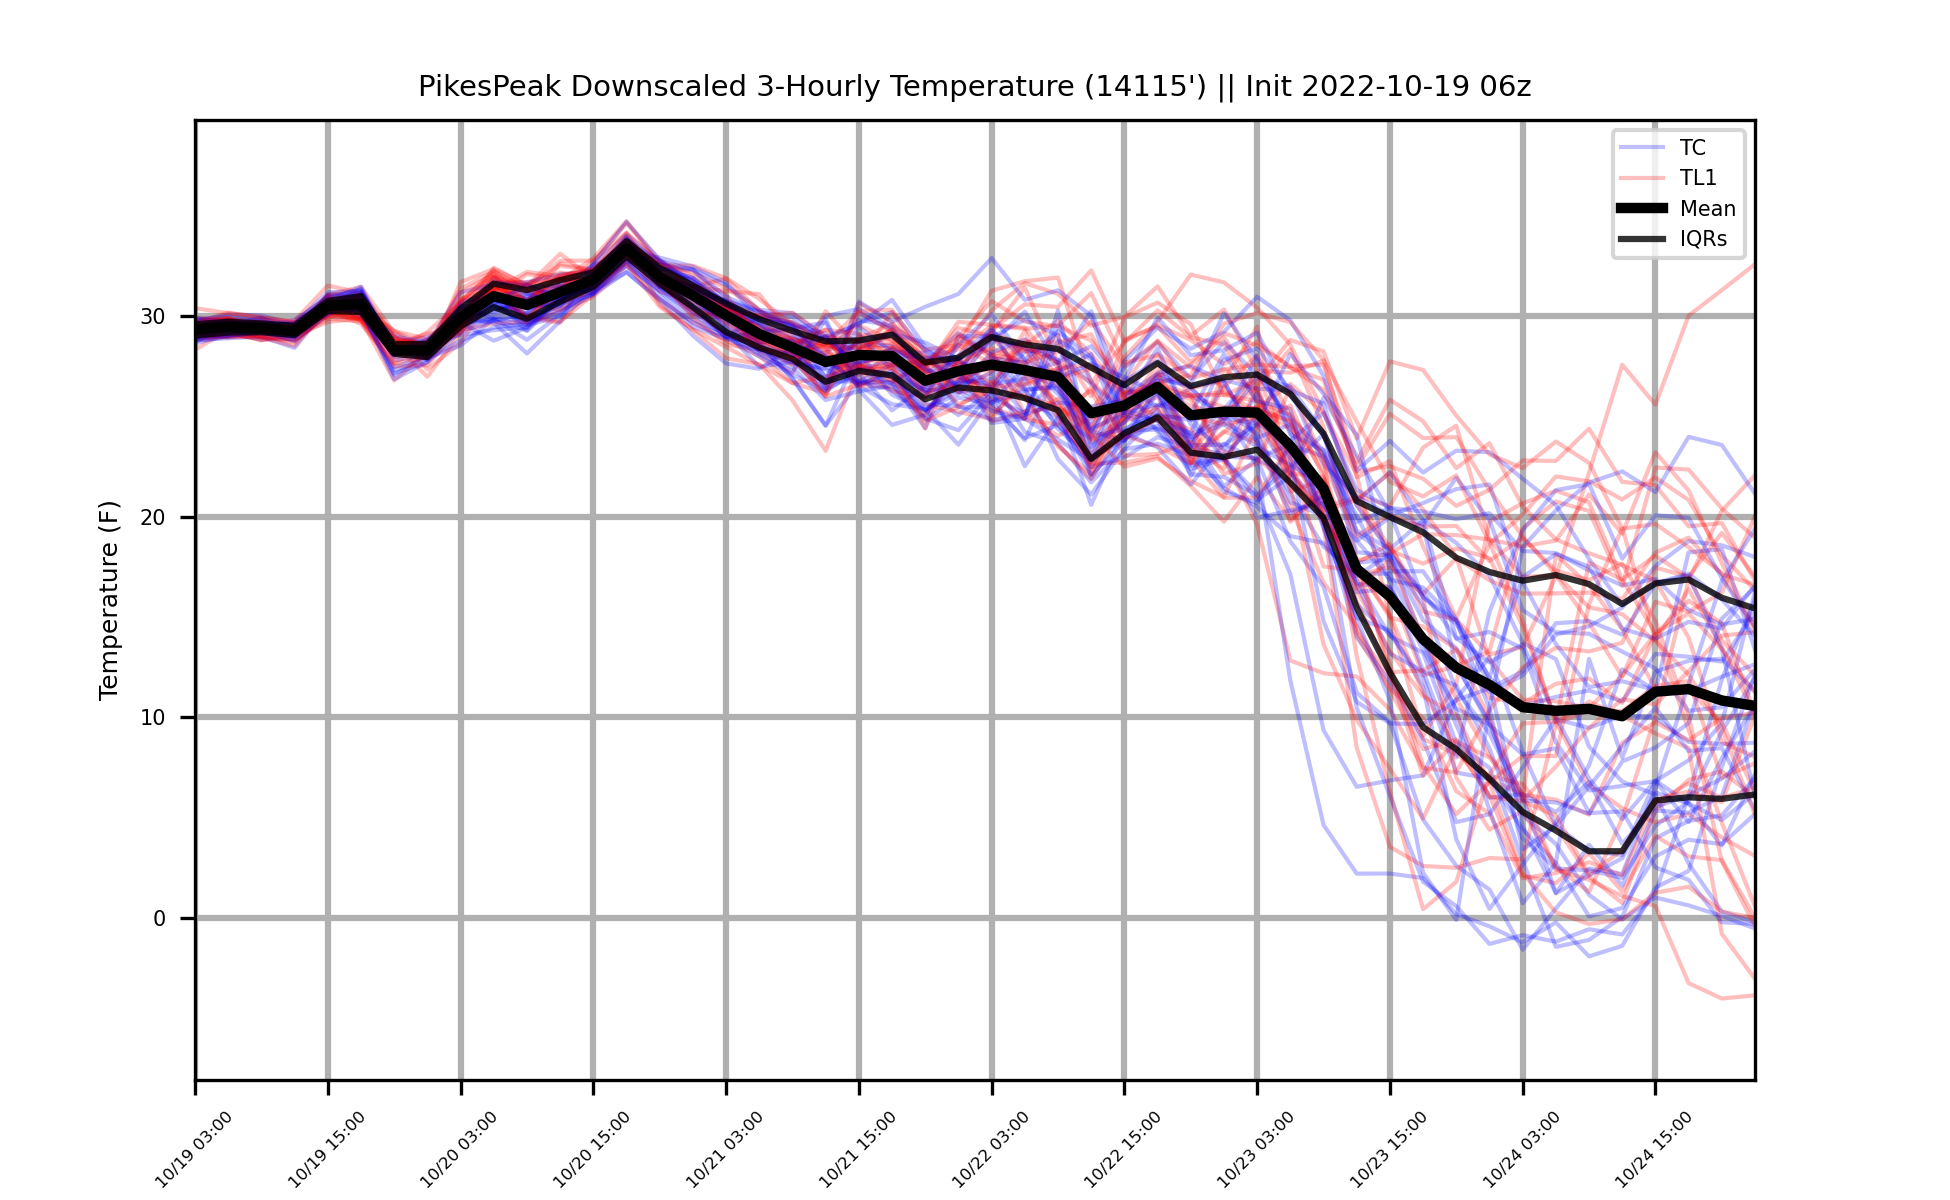 PikesPeak Downscaled 3-Hourly Temperature (14115') || Init 2022-10-19 06z
TC
TL1
Mean
IQRs
Temperature (F)
30
20
10
0
10/19 03:00
10/19 15:00
10/20 03:00
10/20 15:00
10/21 03:00
10/21 15:00
10/22 03:00
10/22 15:00
10/23 03:00
10/23 15:00
10/24 03:00
10/24 15:00